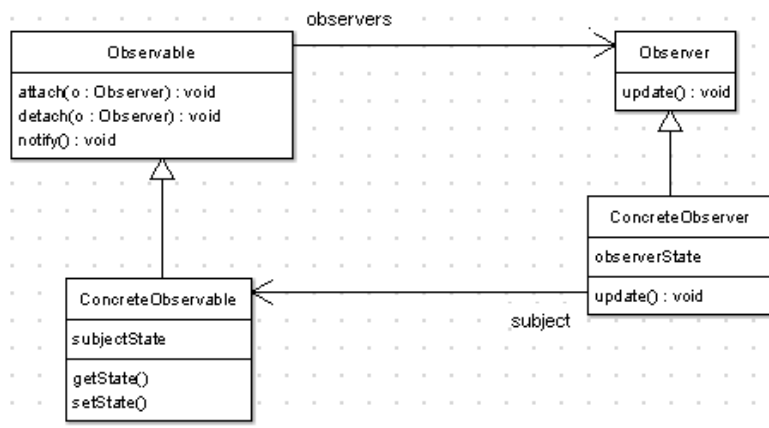 observers
Observable
attach(o : Observer) : void
detach(o : Observer) : void
notify() : void
Observer
update() : void
ConcreteObserver
observerState
update() : void
ConcreteObservable
subjectState
getState()
setState()
subject